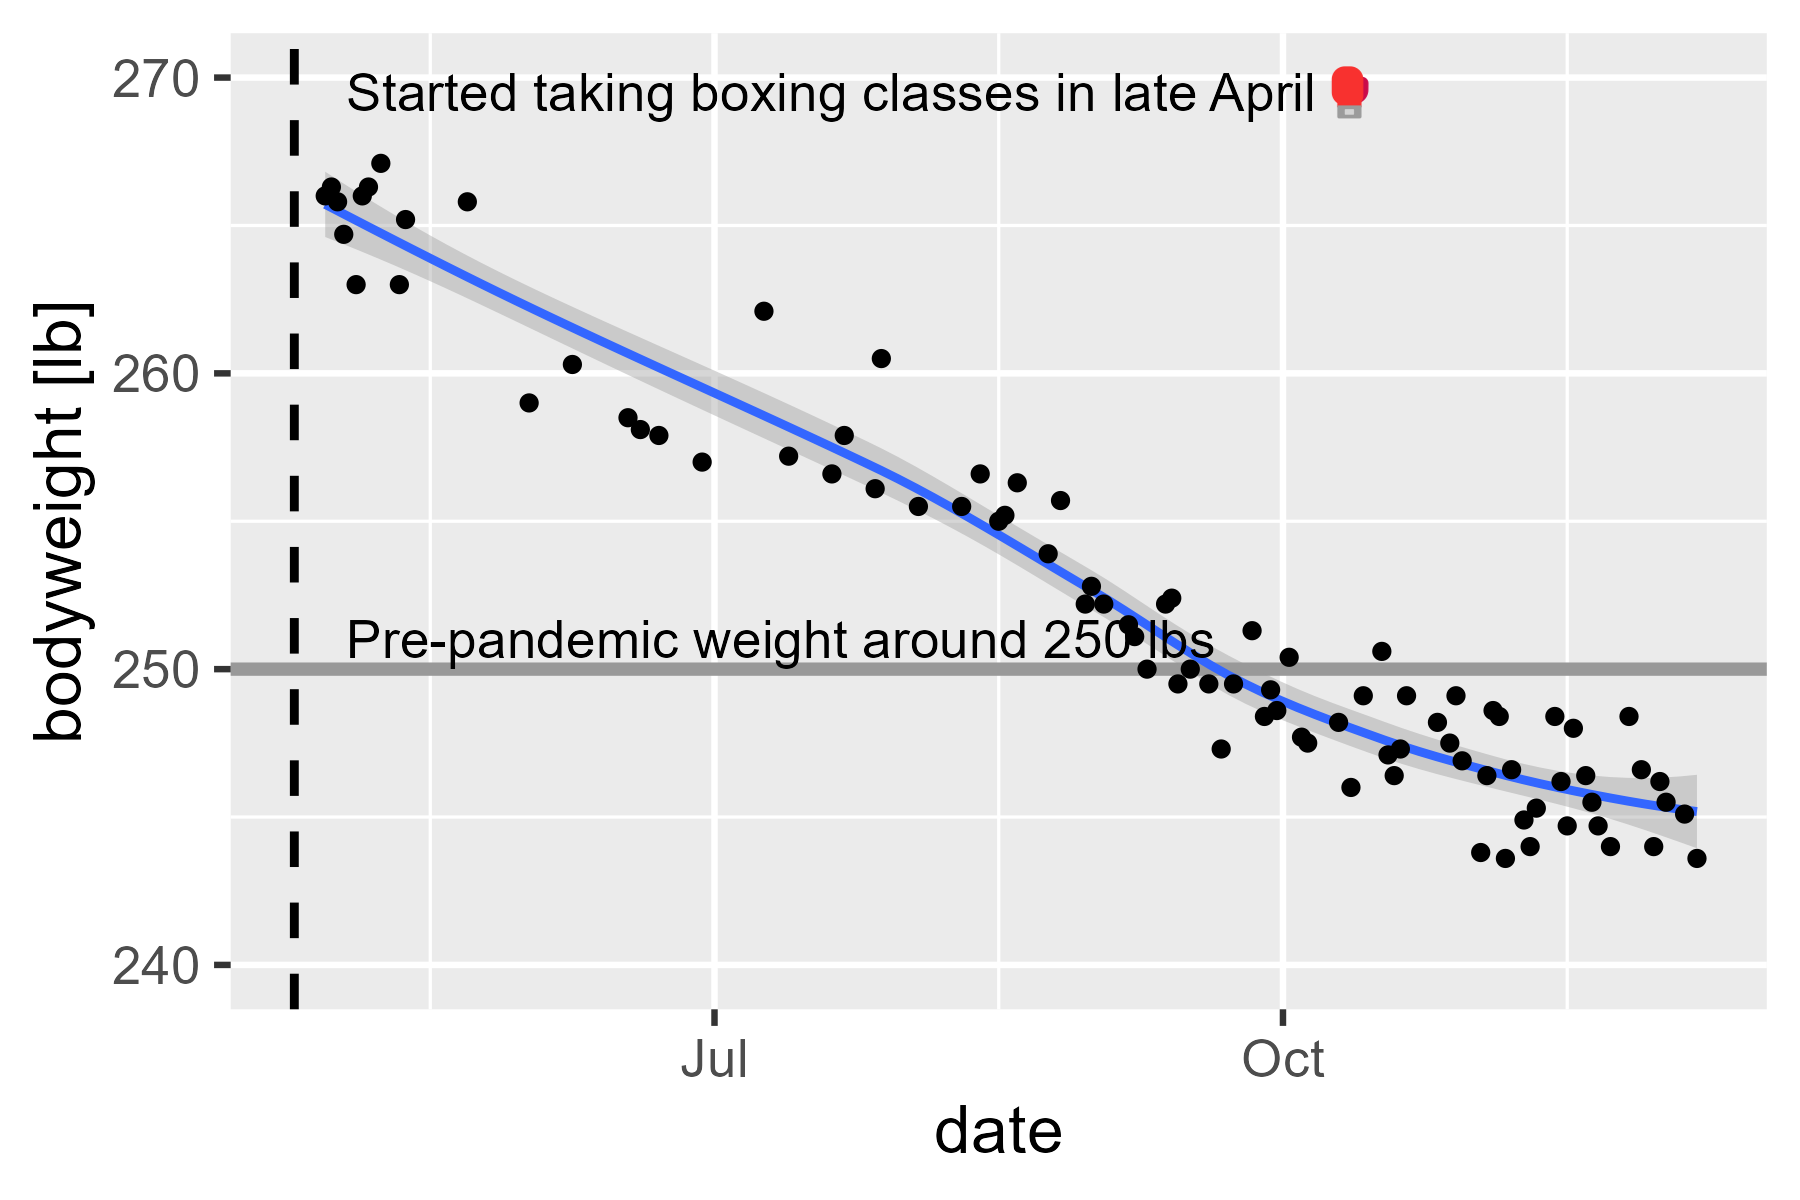 270
Started taking boxing classes in late April 🥊
260
Pre-pandemic weight around 250 lbs
250
240
bodyweight [lb]
Jul
Oct
date